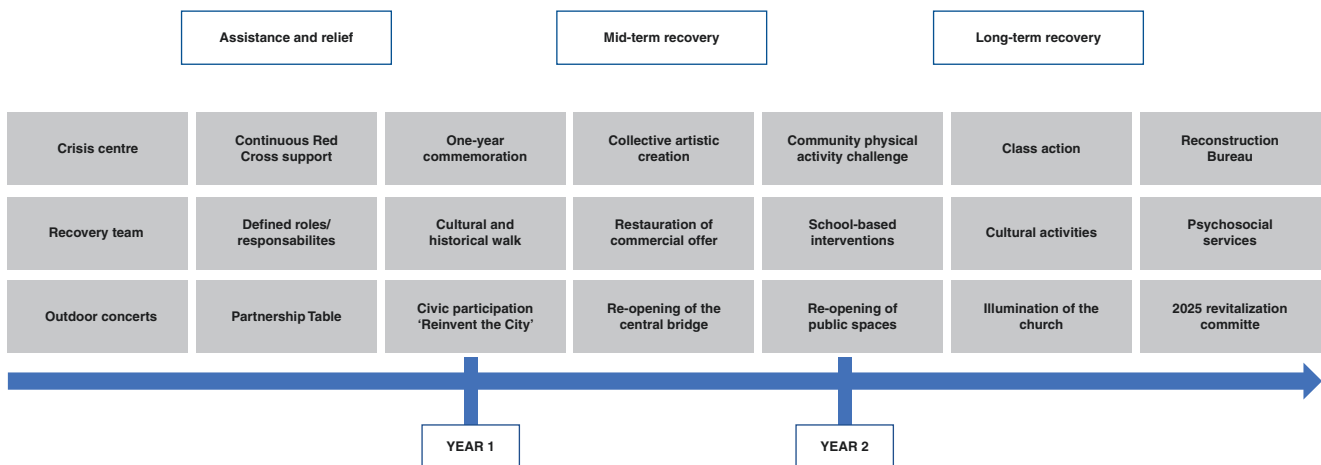 Assistance and relief
Mid-term recovery
Long-term recovery
Crisis centre
Continuous Red
Cross support
One-year
commemoration
Collective artistic
creation
Community physical
activity challenge
Class action
Reconstruction
Bureau
Recovery team
Defined roles/
responsabilites
Cultural and
historical walk
Restauration of
commercial offer
School-based
interventions
Cultural activities
Psychosocial
services
Outdoor concerts
Partnership Table
Civic participation
‘Reinvent the City’
Re-opening of the
central bridge
Re-opening of
public spaces
Illumination of the
church
2025 revitalization
committe
YEAR 1
YEAR 2